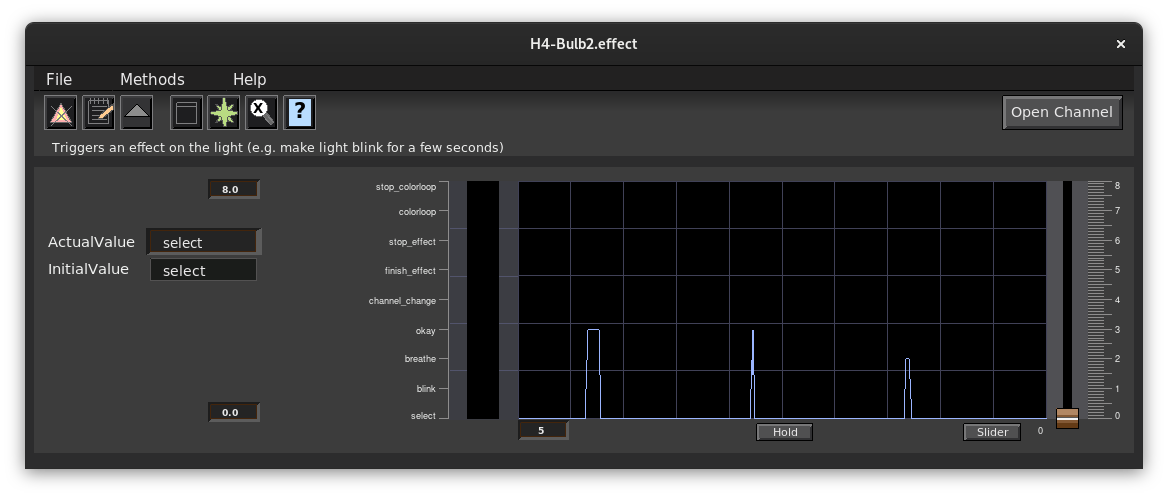 H4-Bulb2.effect ×
File Methods Help
X ? Open Channel
Triggers an effect on the light (e.g. make light blink for a few seconds)
8.0
ActualValue select
InitialValue select
0.0
stop_colorloop
colorloop
stop_effect
finish_effect
channel_change
okay
breathe
blink
select
8
7
6
5
4
3
2
1
0
5 Hold Slider 0